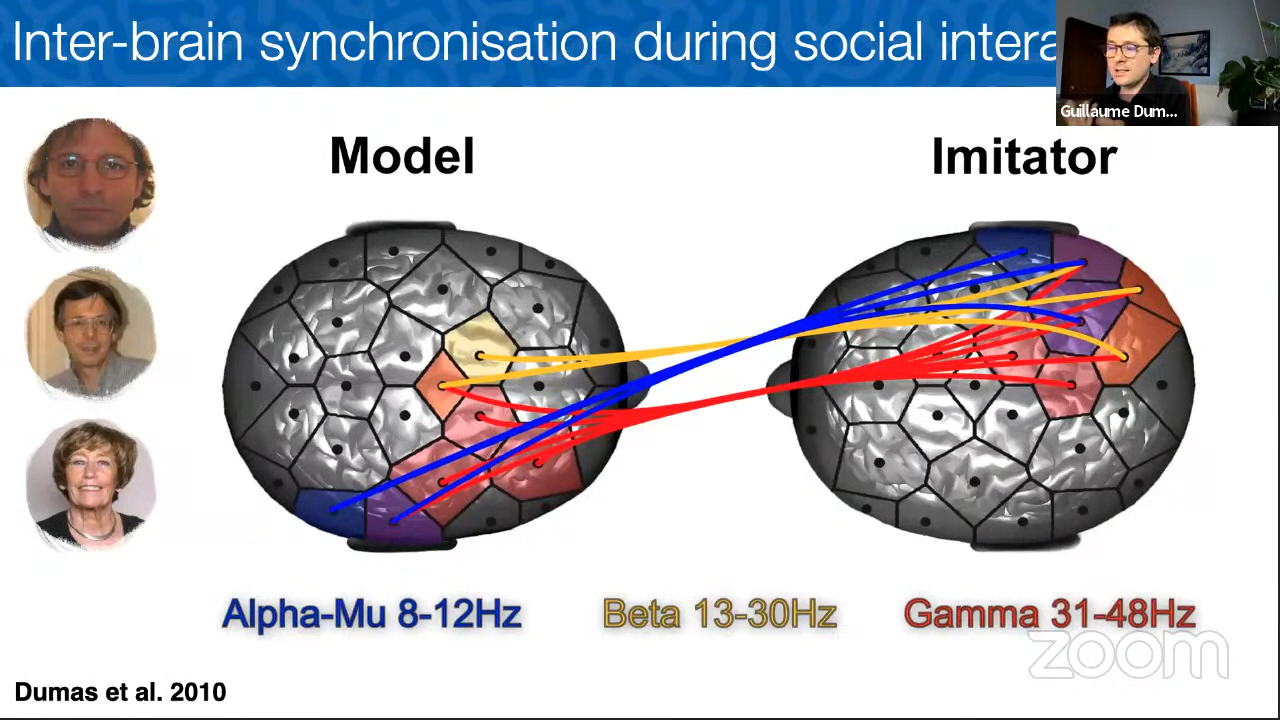 Inter-brain synchronisation during social intera
Guillaume Dum...
Model
Imitator
Alpha-Mu 8-12Hz
Beta 13-30Hz
Gamma 31-48Hz
zoom
Dumas et al. 2010